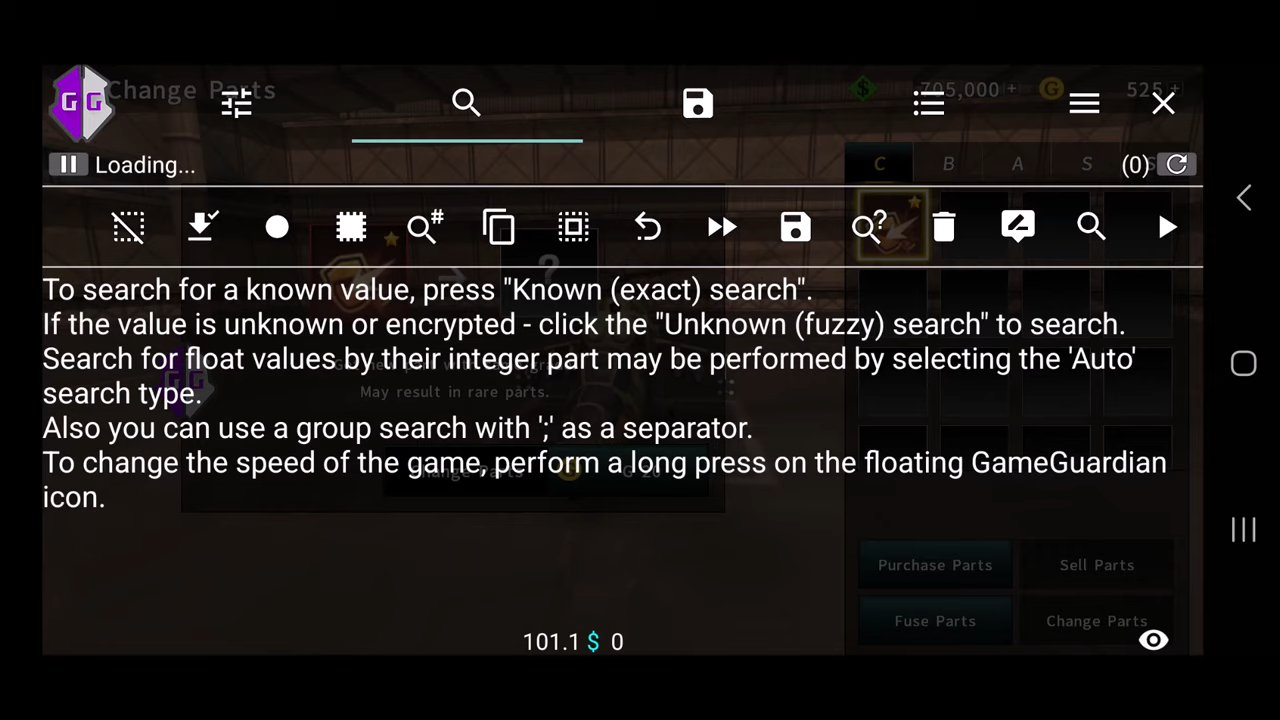 G G
Change Parts
705,000 +
G
525 +
Loading...
(0)
C B A S S
#
?
To search for a known value, press "Known (exact) search".
If the value is unknown or encrypted - click the "Unknown (fuzzy) search" to search.
Search for float values by their integer part may be performed by selecting the 'Auto'
search type.
May result in rare parts.
Also you can use a group search with ';' as a separator.
To change the speed of the game, perform a long press on the floating GameGuardian
icon.
Change Parts
Purchase Parts
Sell Parts
Fuse Parts
Change Parts
101.1 $ 0